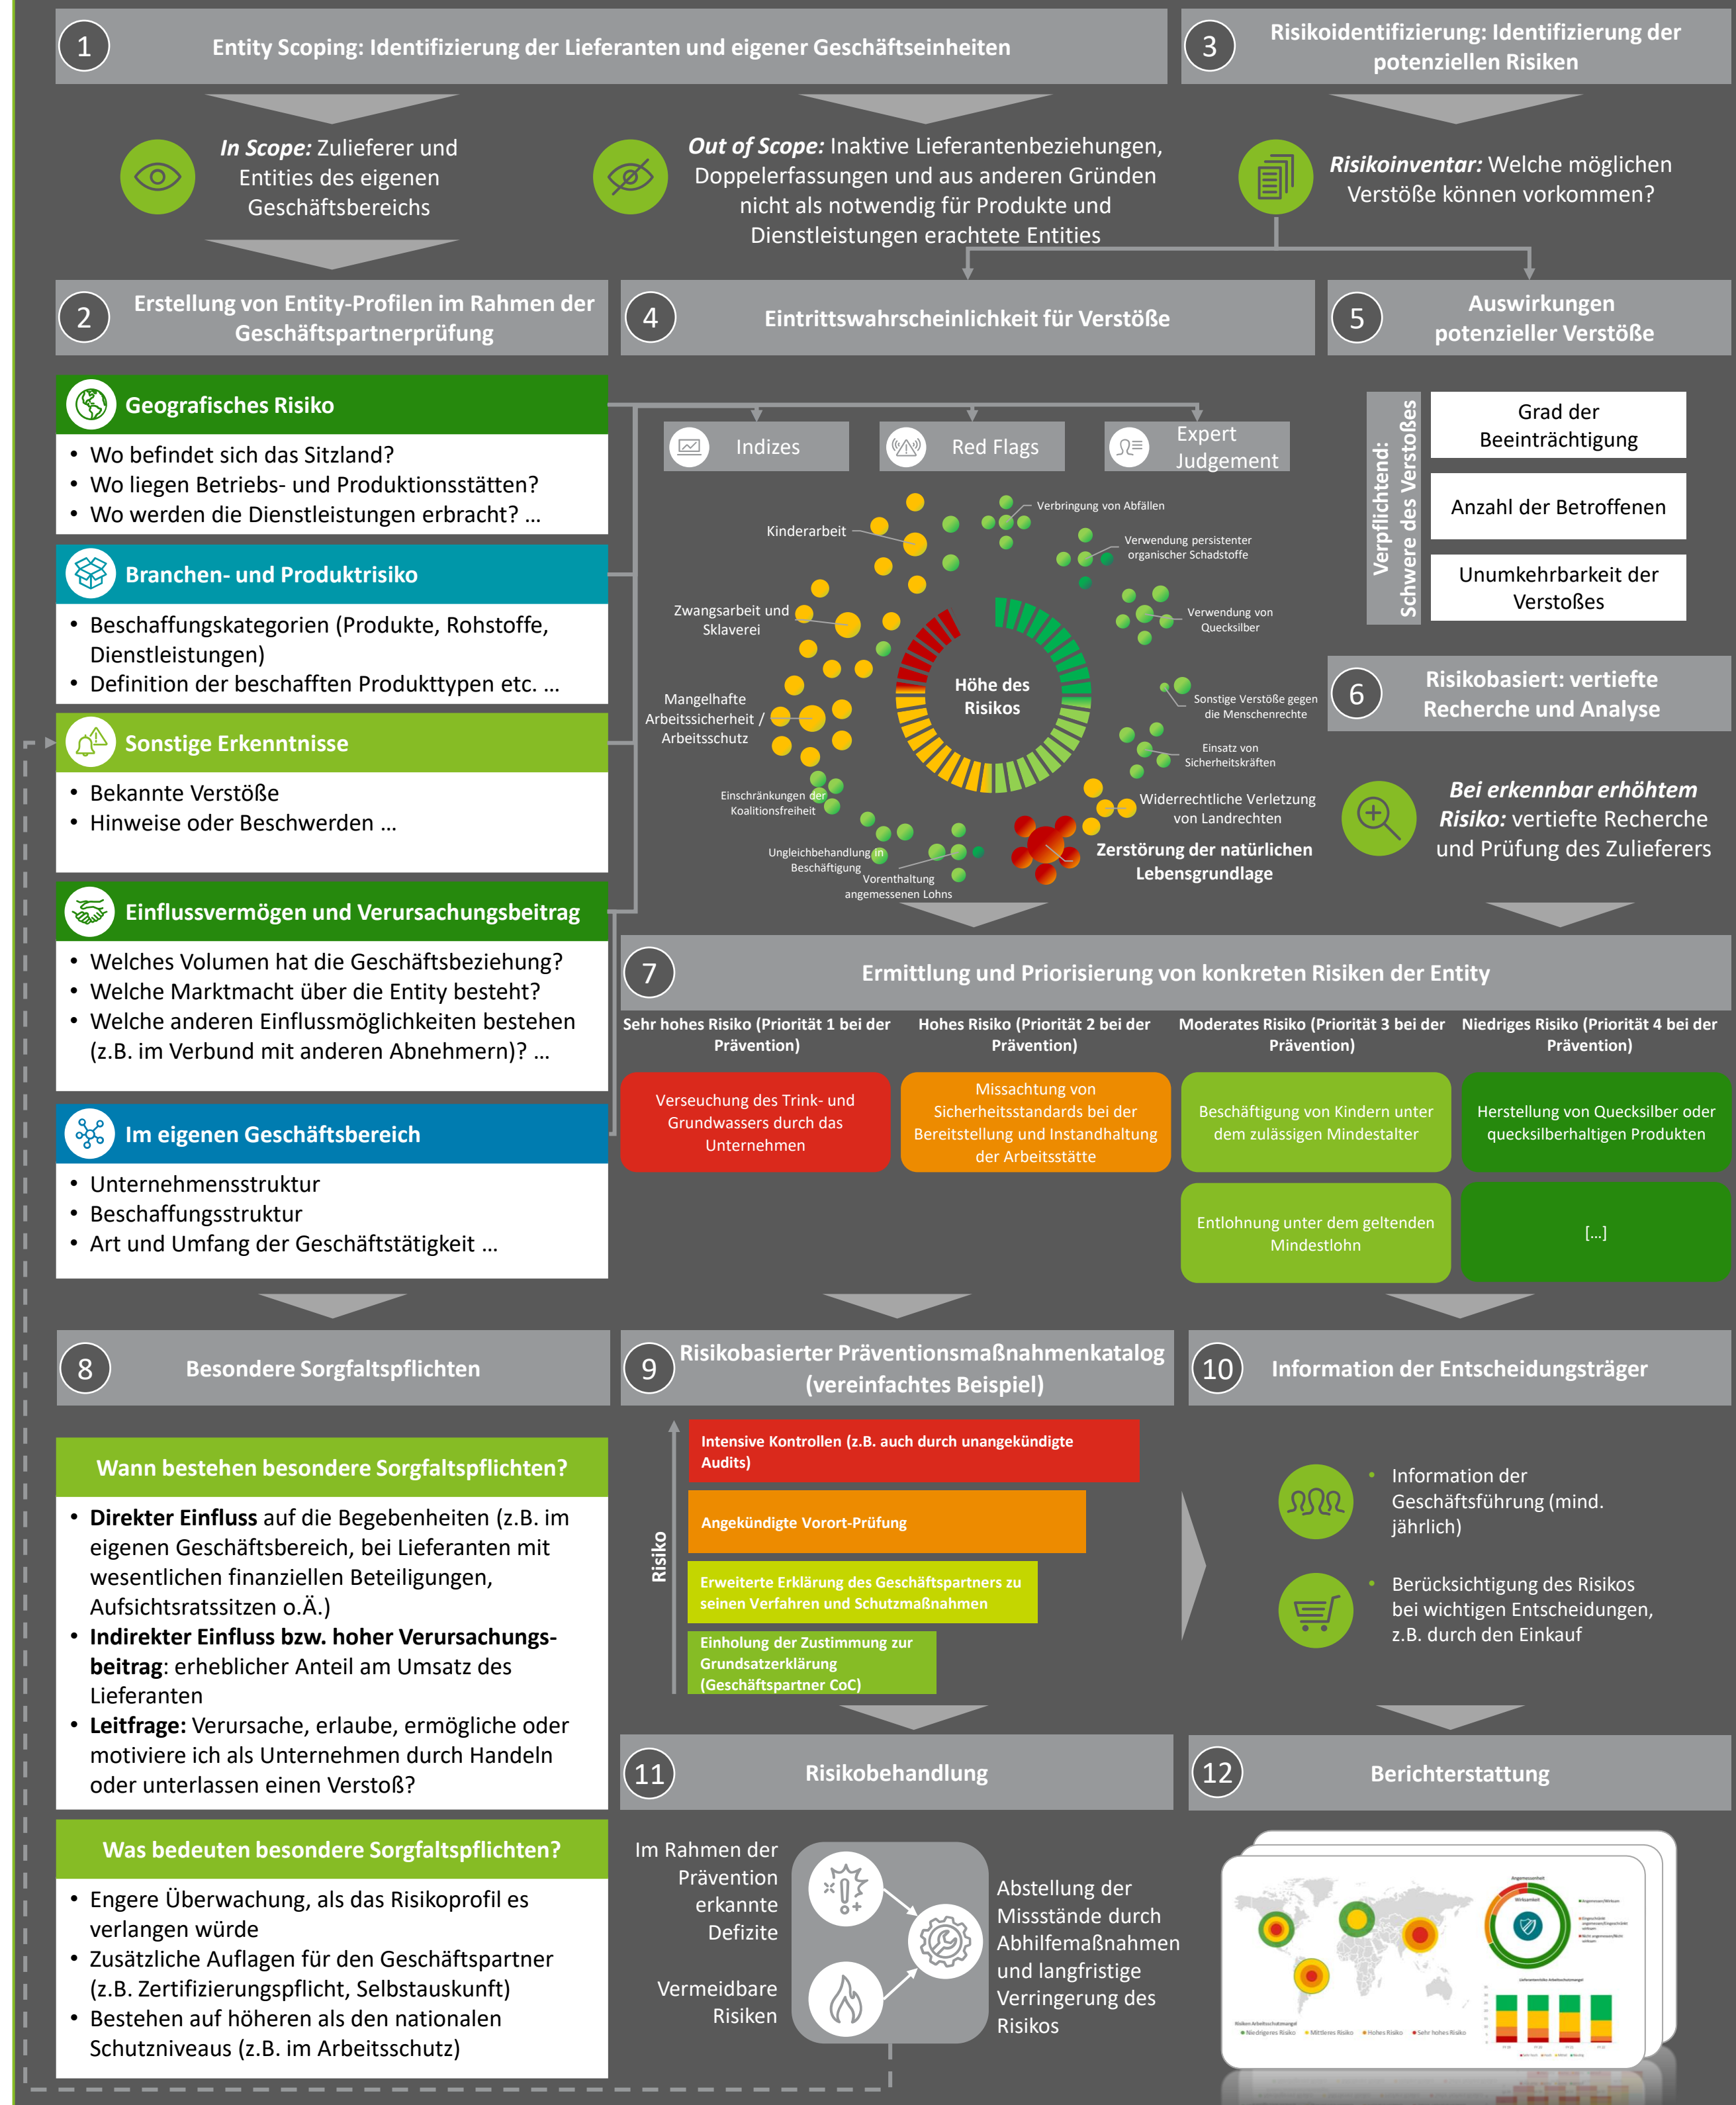 1
Entity Scoping: Identifizierung der Lieferanten und eigener Geschäftseinheiten
3
Risikoidentifizierung: Identifizierung der
potenziellen Risiken
In Scope: Zulieferer und
Entities des eigenen
Geschäftsbereichs
Out of Scope: Inaktive Lieferantenbeziehungen,
Doppelerfassungen und aus anderen Gründen
nicht als notwendig für Produkte und
Dienstleistungen erachtete Entities
Risikoinventar: Welche möglichen
Verstöße können vorkommen?
2
Erstellung von Entity-Profilen im Rahmen der
Geschäftspartnerprüfung
4
Eintrittswahrscheinlichkeit für Verstöße
5
Auswirkungen
potenzieller Verstöße
Geografisches Risiko
• Wo befindet sich das Sitzland?
• Wo liegen Betriebs- und Produktionsstätten?
• Wo werden die Dienstleistungen erbracht? ...
Branchen- und Produktrisiko
• Beschaffungskategorien (Produkte, Rohstoffe,
Dienstleistungen)
• Definition der beschafften Produkttypen etc. ...
Sonstige Erkenntnisse
• Bekannte Verstöße
• Hinweise oder Beschwerden ...
Einflussvermögen und Verursachungsbeitrag
• Welches Volumen hat die Geschäftsbeziehung?
• Welche Marktmacht über die Entity besteht?
• Welche anderen Einflussmöglichkeiten bestehen
(z.B. im Verbund mit anderen Abnehmern)? ...
Im eigenen Geschäftsbereich
• Unternehmensstruktur
• Beschaffungsstruktur
• Art und Umfang der Geschäftstätigkeit ...
Indizes
Red Flags
Expert
Judgement
Kinderarbeit
Verbringung von Abfällen
Verwendung persistenter
organischer Schadstoffe
Zwangsarbeit und
Sklaverei
Verwendung von
Quecksilber
Höhe des
Risikos
Mangelhafte
Arbeitssicherheit /
Arbeitsschutz
Sonstige Verstöße gegen
die Menschenrechte
Einsatz von
Sicherheitskräften
Einschränkungen der
Koalitionsfreiheit
Widerrechtliche Verletzung
von Landrechten
Ungleichbehandlung in
Beschäftigung
Vorenthaltung
angemessenen Lohns
Zerstörung der natürlichen
Lebensgrundlage
Verpflichtend:
Schwere des Verstoßes
Grad der
Beeinträchtigung
Anzahl der Betroffenen
Unumkehrbarkeit der
Verstoßes
6
Risikobasiert: vertiefte
Recherche und Analyse
Bei erkennbar erhöhtem
Risiko: vertiefte Recherche
und Prüfung des Zulieferers
7
Ermittlung und Priorisierung von konkreten Risiken der Entity
Sehr hohes Risiko (Priorität 1 bei der
Prävention)
Hohes Risiko (Priorität 2 bei der
Prävention)
Moderates Risiko (Priorität 3 bei der
Prävention)
Niedriges Risiko (Priorität 4 bei der
Prävention)
Verseuchung des Trink- und
Grundwassers durch das
Unternehmen
Missachtung von
Sicherheitsstandards bei der
Bereitstellung und Instandhaltung
der Arbeitsstätte
Beschäftigung von Kindern unter
dem zulässigen Mindestalter
Herstellung von Quecksilber oder
quecksilberhaltigen Produkten
Entlohnung unter dem geltenden
Mindestlohn
[...]
8
Besondere Sorgfaltspflichten
9
Risikobasierter Präventionsmaßnahmenkatalog
(vereinfachtes Beispiel)
10
Information der Entscheidungsträger
Wann bestehen besondere Sorgfaltspflichten?
• Direkter Einfluss auf die Begebenheiten (z.B. im
eigenen Geschäftsbereich, bei Lieferanten mit
wesentlichen finanziellen Beteiligungen,
Aufsichtsratssitzen o.Ä.)
• Indirekter Einfluss bzw. hoher Verursachungs-
beitrag: erheblicher Anteil am Umsatz des
Lieferanten
• Leitfrage: Verursache, erlaube, ermögliche oder
motiviere ich als Unternehmen durch Handeln
oder unterlassen einen Verstoß?
Was bedeuten besondere Sorgfaltspflichten?
• Engere Überwachung, als das Risikoprofil es
verlangen würde
• Zusätzliche Auflagen für den Geschäftspartner
(z.B. Zertifizierungspflicht, Selbstauskunft)
• Bestehen auf höheren als den nationalen
Schutzniveaus (z.B. im Arbeitsschutz)
Risiko
Intensive Kontrollen (z.B. auch durch unangekündigte
Audits)
Angekündigte Vorort-Prüfung
Erweiterte Erklärung des Geschäftspartners zu
seinen Verfahren und Schutzmaßnahmen
Einholung der Zustimmung zur
Grundsatzerklärung
(Geschäftspartner CoC)
• Information der
Geschäftsführung (mind.
jährlich)
• Berücksichtigung des Risikos
bei wichtigen Entscheidungen,
z.B. durch den Einkauf
11
Risikobehandlung
12
Berichterstattung
Im Rahmen der
Prävention
erkannte
Defizite
Vermeidbare
Risiken
Abstellung der
Missstände durch
Abhilfemaßnahmen
und langfristige
Verringerung des
Risikos
Angemessenheit
Wirksamkeit
Risiken Arbeitsschutzmangel
Niedrigeres Risiko
Mittleres Risiko
Hohes Risiko
Sehr hohes Risiko